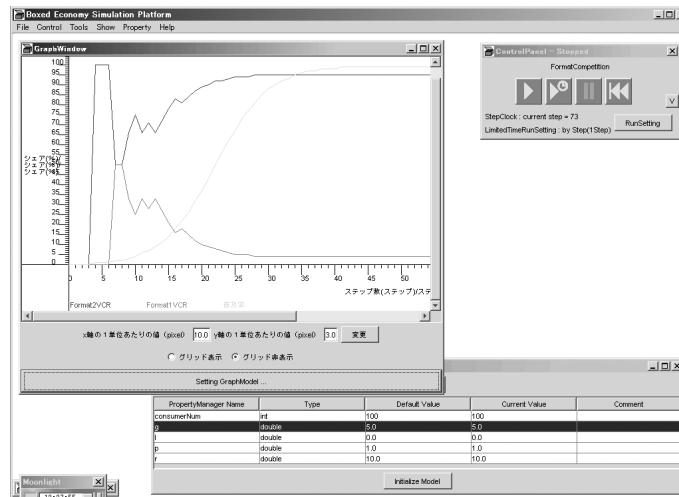 Boxed Economy Simulation Platform
File Control Tools Show Property Help
GraphWindow
100
95
90
85
80
75
70
65
60
55
シェア(%)/
シェア(%)/
シェア(%)
45
40
35
30
25
20
15
10
5
0
0 5 10 15 20 25 30 35 40 45 50
ステップ数(ステップ)/ステ
Format2VCR Format1VCR 普及率
x軸の1単位あたりの値 (pixel) 10.0 y軸の1単位あたりの値 (pixel) 3.0 変更
グリッド表示 グリッド非表示
Setting GraphModel ...
ControlPanel - Stopped
FormatCompetition
V
StepClock : current step = 73
LimitedTimeRunSetting : by Step(1Step)
RunSetting
PropertyManager Name Type Default Value Current Value Comment
consumerNum int 100 100
g double 5.0 5.0
l double 0.0 0.0
p double 1.0 1.0
r double 10.0 10.0
Initialize Model
Moonlight